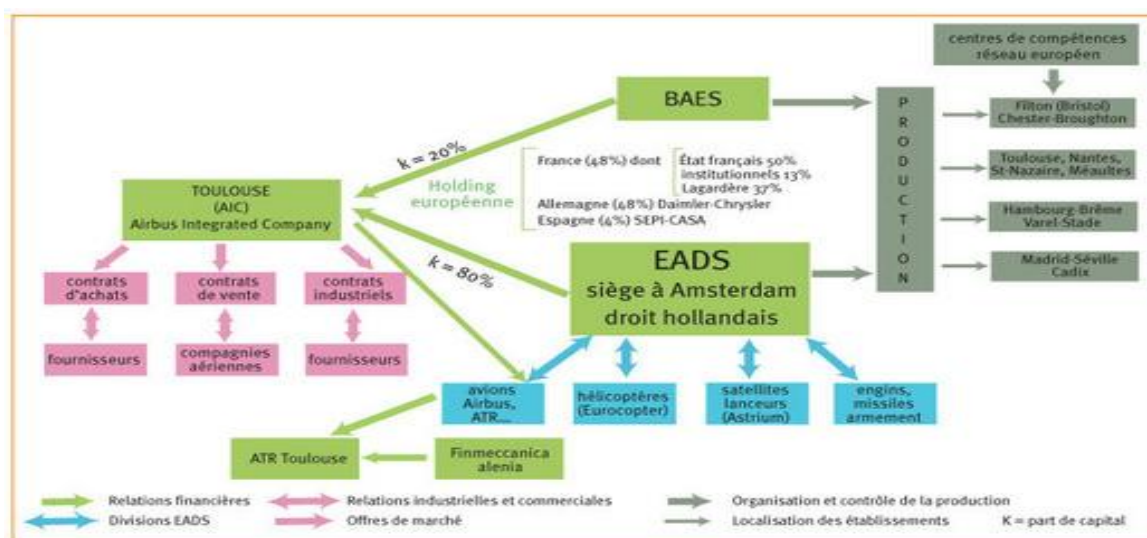 centres de compétences
réseau européen
BAES
PRODUCTION
Filton (Bristol)
Chester-Broughton
k = 20%
France (48%) dont
État français 50%
institutionnels 13%
Lagardère 37%
Holding
européenne
Allemagne (48%) Daimler-Chrysler
Espagne (4%) SEPI-CASA
Toulouse, Nantes,
St-Nazaire, Méaultes
TOULOUSE
(AIC)
Airbus Integrated Company
Hambourg-Brême
Varel-Stade
k = 80%
EADS
siège à Amsterdam
droit hollandais
Madrid-Séville
Cadix
contrats
d'achats
contrats
de vente
contrats
industriels
fournisseurs
compagnies
aériennes
fournisseurs
avions
Airbus,
ATR...
hélicoptères
(Eurocopter)
satellites
lanceurs
(Astrium)
engins,
missiles
armement
ATR Toulouse
Finmeccanica
alenia
Relations financières
Relations industrielles et commerciales
Organisation et contrôle de la production
Divisions EADS
Offres de marché
Localisation des établissements
K = part de capital